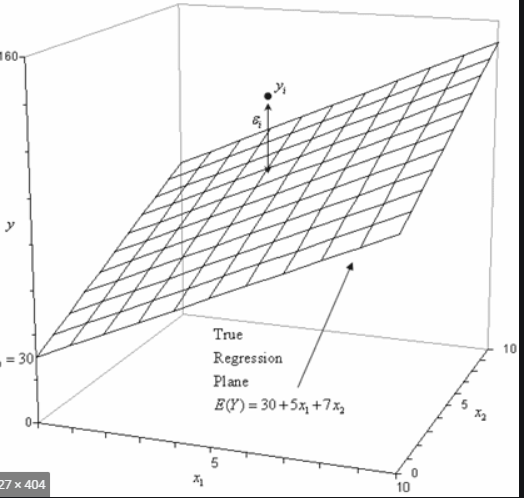 160
yᵢ
εᵢ
y
= 30
True
Regression
Plane
E(Y) = 30 + 5x₁ + 7x₂
10
5
x₂
0
0
5
x₁
10
27 × 404